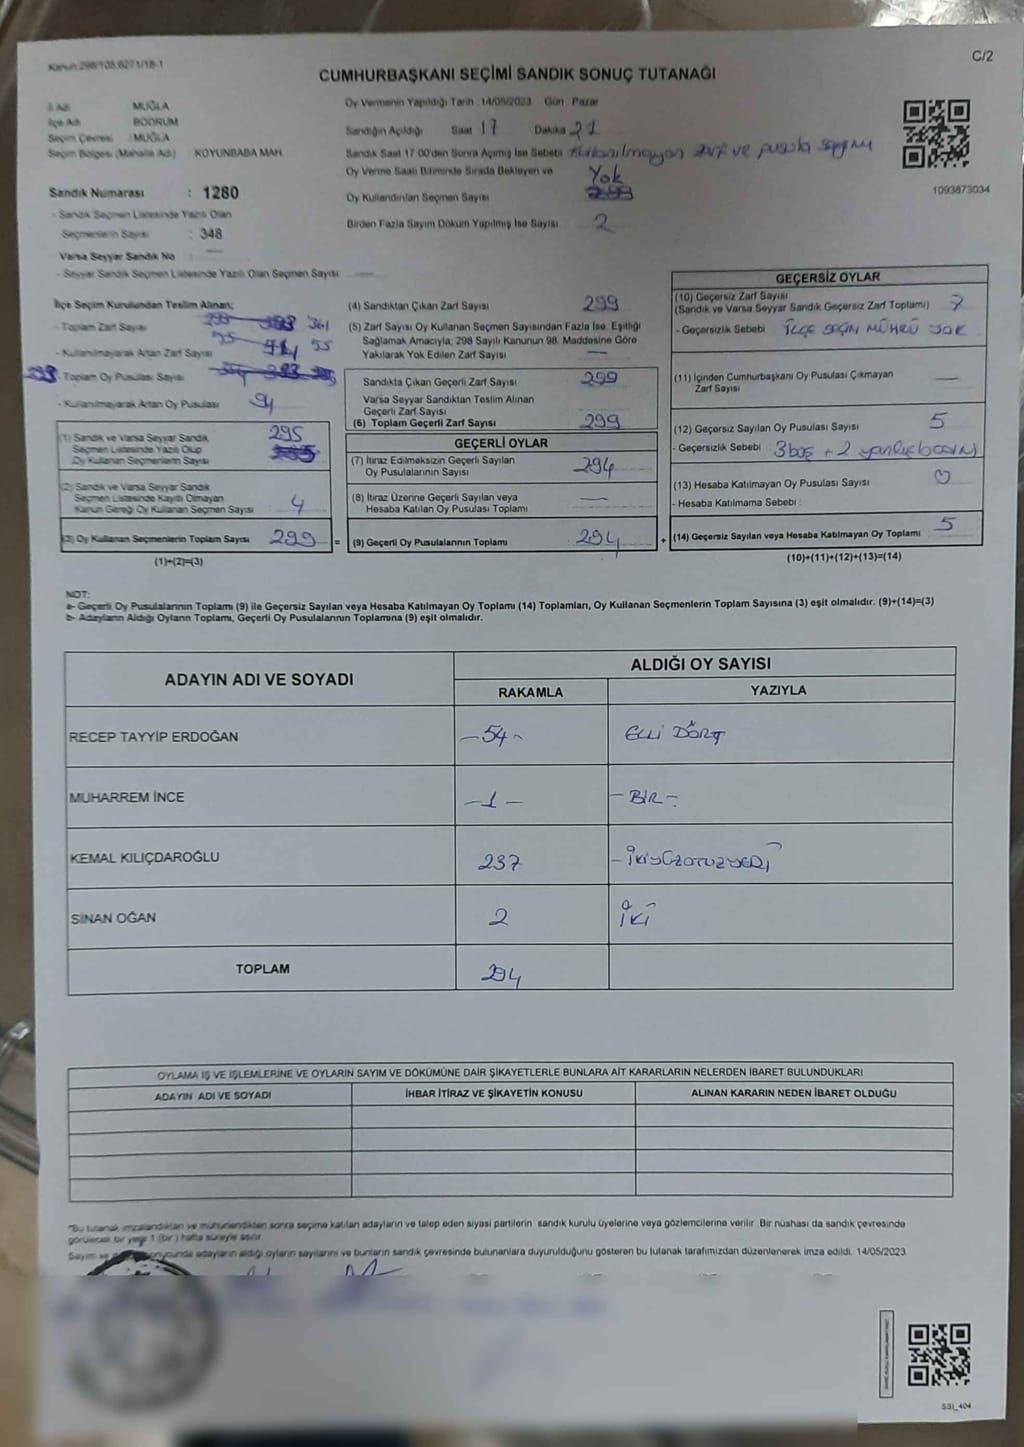 Kanun 298/105.6271/18-1
C/2
CUMHURBAŞKANI SEÇİMİ SANDIK SONUÇ TUTANAĞI
İl Adı : MUĞLA
İlçe Adı : BODRUM
Seçim Çevresi : MUĞLA
Seçim Bölgesi (Mahalle Adı) : KOYUNBABA MAH.
Oy Vermenin Yapıldığı Tarih : 14/05/2023 Gün : Pazar
Sandığın Açıldığı Saat 17 Dakika 21
Sandık Saat 17:00'den Sonra Açılmış İse Sebebi Kullanılmayan zarf ve pusula sayımı
Oy Verme Saati Bitiminde Sırada Bekleyen ve Yok
Oy Kullandırılan Seçmen Sayısı 299
Birden Fazla Sayım Döküm Yapılmış İse Sayısı 2
1093873034
Sandık Numarası : 1280
- Sandık Seçmen Listesinde Yazılı Olan
Seçmenlerin Sayısı : 348
Varsa Seyyar Sandık No —
- Seyyar Sandık Seçmen Listesinde Yazılı Olan Seçmen Sayısı —
İlçe Seçim Kurulundan Teslim Alınan;
- Toplam Zarf Sayısı 361
- Kullanılmayarak Artan Zarf Sayısı 55
- Toplam Oy Pusulası Sayısı
- Kullanılmayarak Artan Oy Pusulası 94
(1) Sandık ve Varsa Seyyar Sandık
Seçmen Listesinde Yazılı Olup
Oy Kullanan Seçmenlerin Sayısı 295
(2) Sandık ve Varsa Seyyar Sandık
Seçmen Listesinde Kayıtlı Olmayan
Kanun Gereği Oy Kullanan Seçmen Sayısı 4
(3) Oy Kullanan Seçmenlerin Toplam Sayısı 299 =
(1)+(2)=(3)
(4) Sandıktan Çıkan Zarf Sayısı 299
(5) Zarf Sayısı Oy Kullanan Seçmen Sayısından Fazla İse. Eşitliği
Sağlamak Amacıyla, 298 Sayılı Kanunun 98. Maddesine Göre
Yakılarak Yok Edilen Zarf Sayısı —
Sandıkta Çıkan Geçerli Zarf Sayısı 299
Varsa Seyyar Sandıktan Teslim Alınan
Geçerli Zarf Sayısı
(6) Toplam Geçerli Zarf Sayısı 299
GEÇERLİ OYLAR
(7) İtiraz Edilmeksizin Geçerli Sayılan
Oy Pusulalarının Sayısı 294
(8) İtiraz Üzerine Geçerli Sayılan veya
Hesaba Katılan Oy Pusulası Toplamı —
(9) Geçerli Oy Pusulalarının Toplamı 294 +
GEÇERSİZ OYLAR
(10) Geçersiz Zarf Sayısı
(Sandık ve Varsa Seyyar Sandık Geçersiz Zarf Toplamı) 7
- Geçersizlik Sebebi İLÇE SEÇİM MÜHRÜ YOK
(11) İçinden Cumhurbaşkanı Oy Pusulası Çıkmayan
Zarf Sayısı —
(12) Geçersiz Sayılan Oy Pusulası Sayısı 5
- Geçersizlik Sebebi 3 boş + 2 yanlış basım
(13) Hesaba Katılmayan Oy Pusulası Sayısı 0
- Hesaba Katılmama Sebebi :
(14) Geçersiz Sayılan veya Hesaba Katılmayan Oy Toplamı 5
(10)+(11)+(12)+(13)=(14)
NOT:
a- Geçerli Oy Pusulalarının Toplamı (9) ile Geçersiz Sayılan veya Hesaba Katılmayan Oy Toplamı (14) Toplamları, Oy Kullanan Seçmenlerin Toplam Sayısına (3) eşit olmalıdır. (9)+(14)=(3)
b- Adayların Aldığı Oyların Toplamı, Geçerli Oy Pusulalarının Toplamına (9) eşit olmalıdır.
ADAYIN ADI VE SOYADI
ALDIĞI OY SAYISI
RAKAMLA YAZIYLA
RECEP TAYYİP ERDOĞAN - 54 - ELLİ DÖRT
MUHARREM İNCE - 1 - - BİR -
KEMAL KILIÇDAROĞLU 237 - İKİYÜZOTUZYEDİ
SİNAN OĞAN 2 İKİ
TOPLAM 294
OYLAMA İŞ VE İŞLEMLERİNE VE OYLARIN SAYIM VE DÖKÜMÜNE DAİR ŞİKAYETLERLE BUNLARA AİT KARARLARIN NELERDEN İBARET BULUNDUKLARI
ADAYIN ADI VE SOYADI İHBAR İTİRAZ VE ŞİKAYETİN KONUSU ALINAN KARARIN NEDEN İBARET OLDUĞU
*Bu tutanak imzalandıktan ve mühürlendikten sonra seçime katılan adayların ve talep eden siyasi partilerin sandık kurulu üyelerine veya gözlemcilerine verilir. Bir nüshası da sandık çevresinde
görülecek bir yere 1 (bir) hafta süreyle asılır.
Sayım ve adayların aldığı oyların sayılarını ve bunların sandık çevresinde bulunanlara duyurulduğunu gösteren bu tutanak tarafımızdan düzenlenerek imza edildi. 14/05/2023
SSI_404